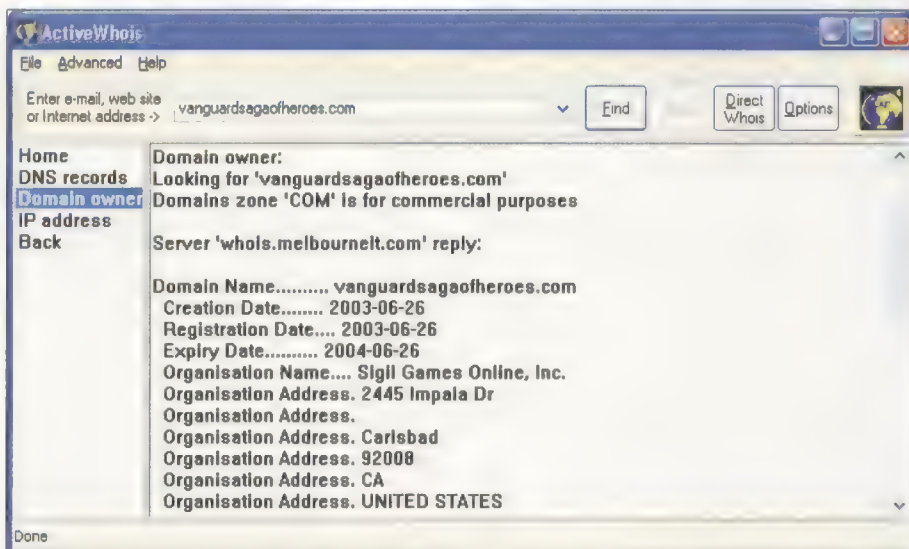 ActiveWhois
File Advanced Help
Enter e-mail, web site
or Internet address ->
vanguardsagaofheroes.com
Find
Direct
Whois
Options
Home
DNS records
Domain owner
IP address
Back
Domain owner:
Looking for 'vanguardsagaofheroes.com'
Domains zone 'COM' is for commercial purposes
Server 'whois.melbourneit.com' reply:
Domain Name.......... vanguardsagaofheroes.com
Creation Date........ 2003-06-26
Registration Date.... 2003-06-26
Expiry Date.......... 2004-06-26
Organisation Name.... Sigil Games Online, Inc.
Organisation Address. 2445 Impala Dr
Organisation Address.
Organisation Address. Carlsbad
Organisation Address. 92008
Organisation Address. CA
Organisation Address. UNITED STATES
Done